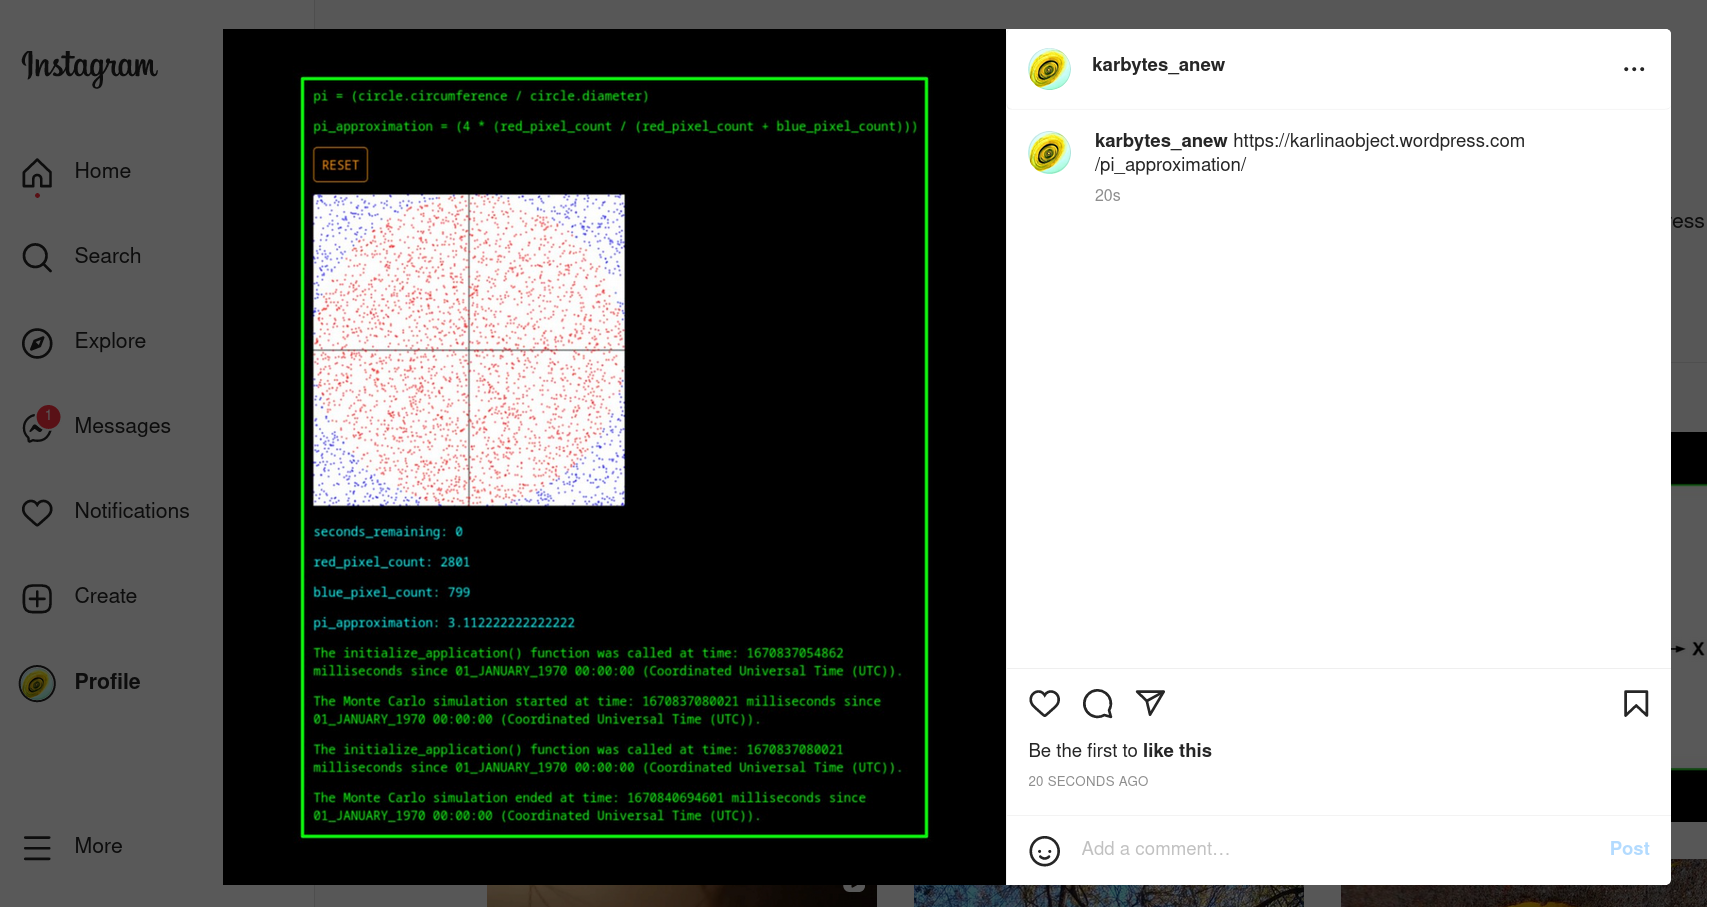 Instagram
Home
Search
Explore
1
Messages
Notifications
Create
Profile
More
pi = (circle.circumference / circle.diameter)
pi_approximation = (4 * (red_pixel_count / (red_pixel_count + blue_pixel_count)))
RESET
seconds_remaining: 0
red_pixel_count: 2801
blue_pixel_count: 799
pi_approximation: 3.112222222222222
The initialize_application() function was called at time: 1670837054862
milliseconds since 01_JANUARY_1970 00:00:00 (Coordinated Universal Time (UTC)).
The Monte Carlo simulation started at time: 1670837080021 milliseconds since
01_JANUARY_1970 00:00:00 (Coordinated Universal Time (UTC)).
The initialize_application() function was called at time: 1670837080021
milliseconds since 01_JANUARY_1970 00:00:00 (Coordinated Universal Time (UTC)).
The Monte Carlo simulation ended at time: 1670840694601 milliseconds since
01_JANUARY_1970 00:00:00 (Coordinated Universal Time (UTC)).
karbytes_anew
karbytes_anew https://karlinaobject.wordpress.com
/pi_approximation/
20s
Be the first to like this
20 SECONDS AGO
Add a comment…
Post
ress
X